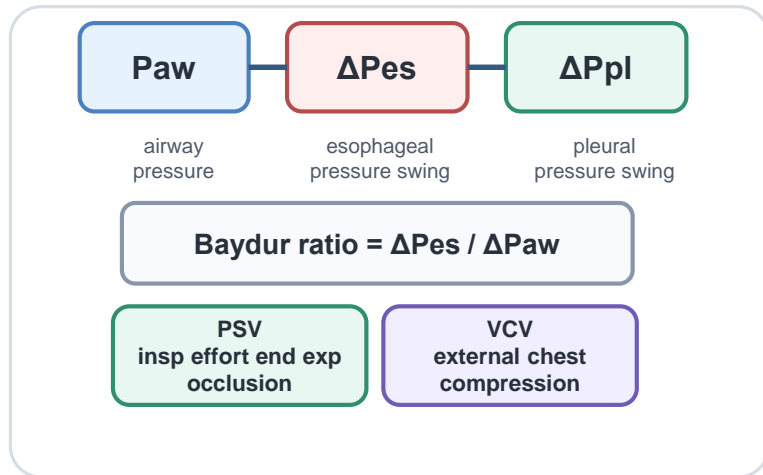 Paw
ΔPes
ΔPpl
airway
pressure
esophageal
pressure swing
pleural
pressure swing
Baydur ratio = ΔPes / ΔPaw
PSV
insp effort end exp
occlusion
VCV
external chest
compression